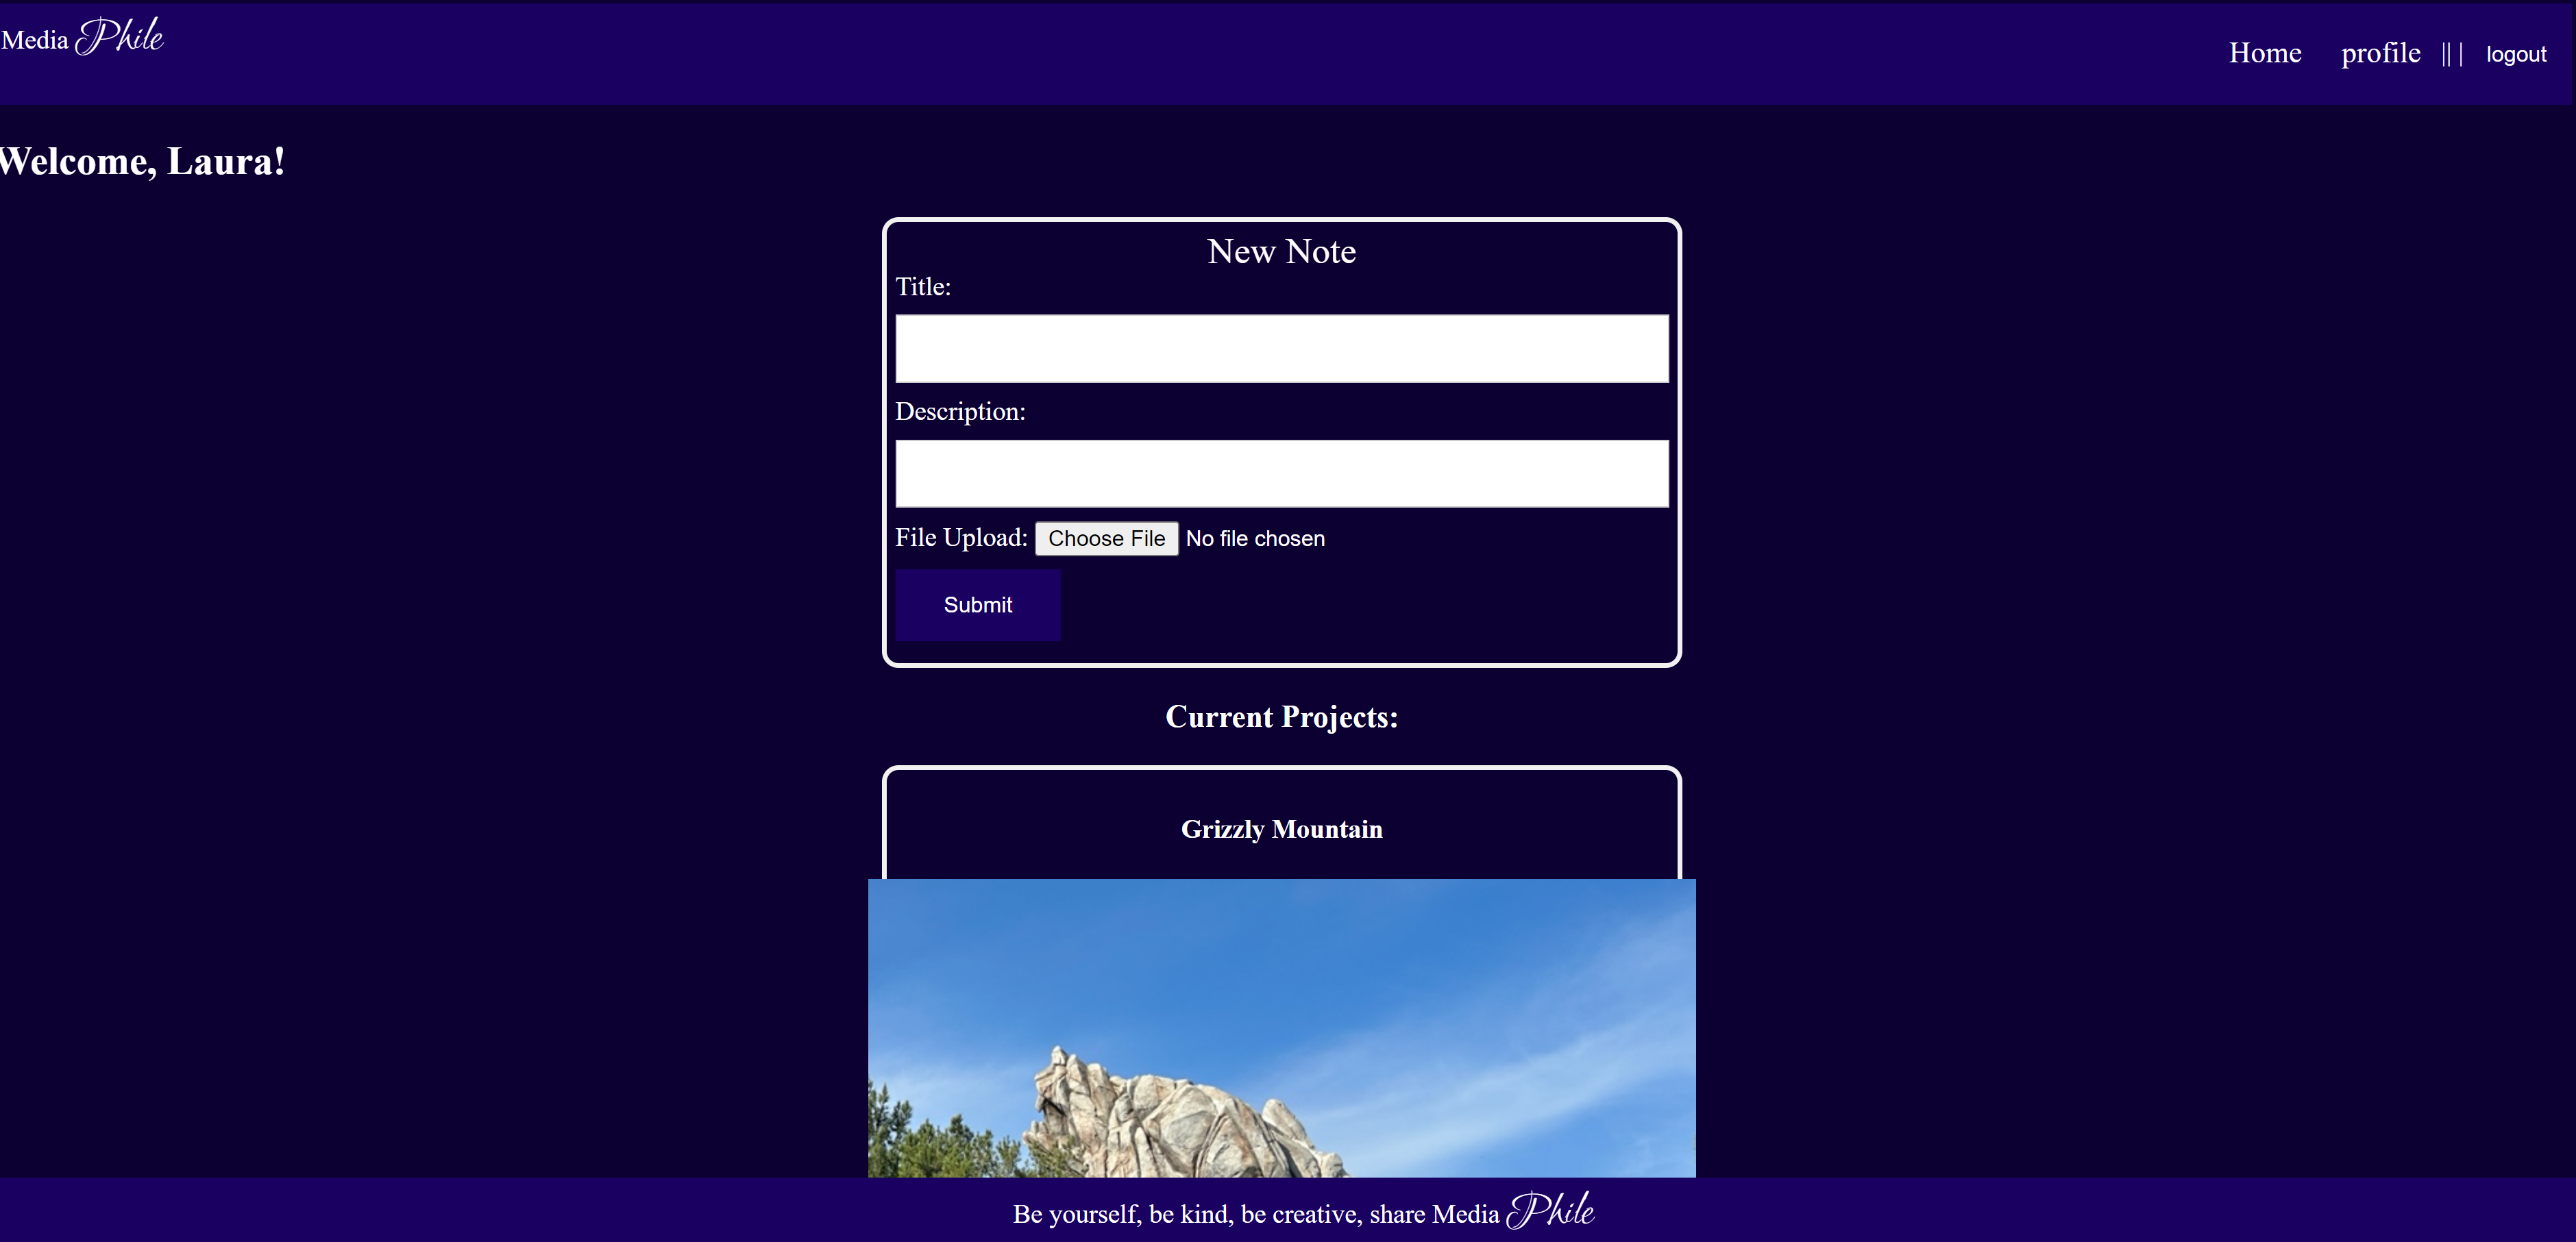 Media Phile
Home profile || | logout
Welcome, Laura!
New Note
Title:
Description:
File Upload: Choose File No file chosen
Submit
Current Projects:
Grizzly Mountain
Be yourself, be kind, be creative, share Media Phile